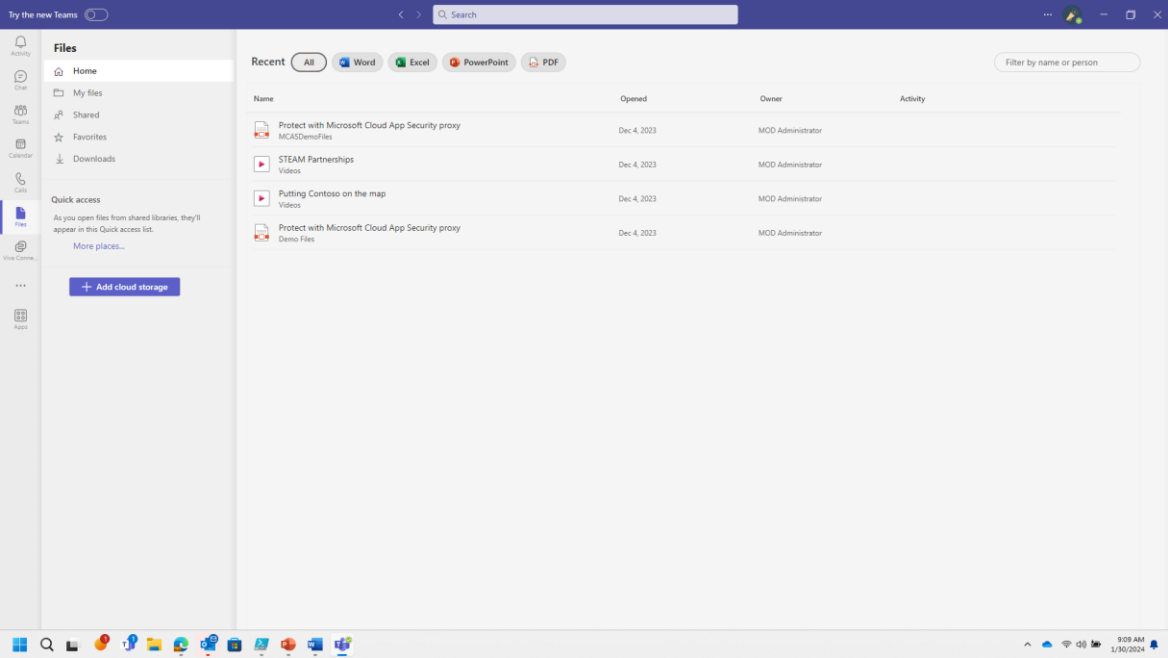 Try the new Teams
Search
Activity
Chat
Teams
Calendar
Calls
Files
Viva Conne...
Apps
Files
Home
My files
Shared
Favorites
Downloads
Quick access
As you open files from shared libraries, they'll
appear in this Quick access list.
More places...
Add cloud storage
Recent All Word Excel PowerPoint PDF
Filter by name or person
Name Opened Owner Activity
Protect with Microsoft Cloud App Security proxy
MCASDemoFiles
Dec 4, 2023 MOD Administrator
STEAM Partnerships
Videos
Dec 4, 2023 MOD Administrator
Putting Contoso on the map
Videos
Dec 4, 2023 MOD Administrator
Protect with Microsoft Cloud App Security proxy
Demo Files
Dec 4, 2023 MOD Administrator
9:09 AM
1/30/2024